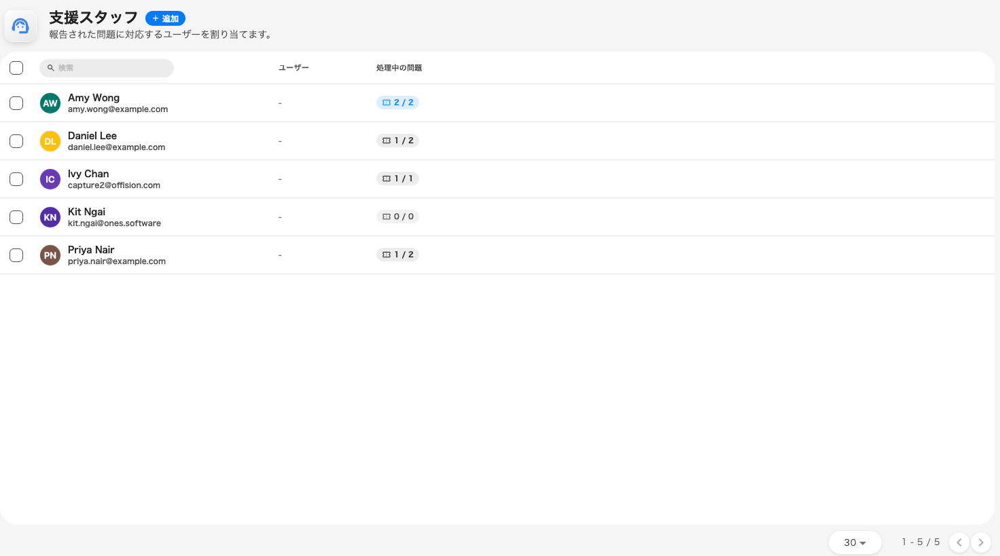 支援スタッフ + 追加
報告された問題に対応するユーザーを割り当てます。
検索 ユーザー 処理中の問題
AW Amy Wong - 2 / 2
amy.wong@example.com
DL Daniel Lee - 1 / 2
daniel.lee@example.com
IC Ivy Chan - 1 / 1
capture2@offision.com
KN Kit Ngai - 0 / 0
kit.ngai@ones.software
PN Priya Nair - 1 / 2
priya.nair@example.com
30 1 - 5 / 5